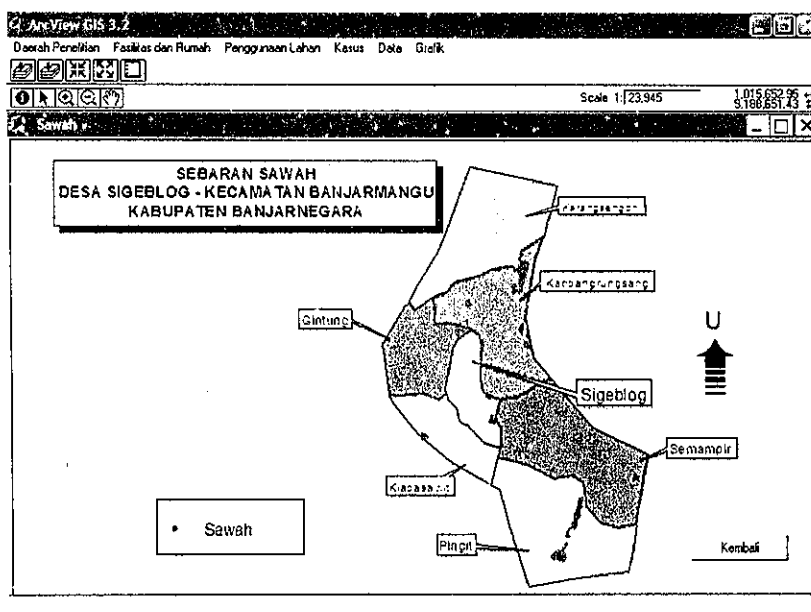 ArcView GIS 3.2
Daerah Penelitian Fasilitas dan Rumah Penggunaan Lahan Kasus Data Grafik
Scale 1: 23,945
1,015,652.95
9,188,651.43
Sawah
SEBARAN SAWAH
DESA SIGEBLOG - KECAMATAN BANJARMANGU
KABUPATEN BANJARNEGARA
Karangsengon
Karbangrungsang
Gintung
U
Sigeblog
Semampir
Sawah
Pingit
Kembali